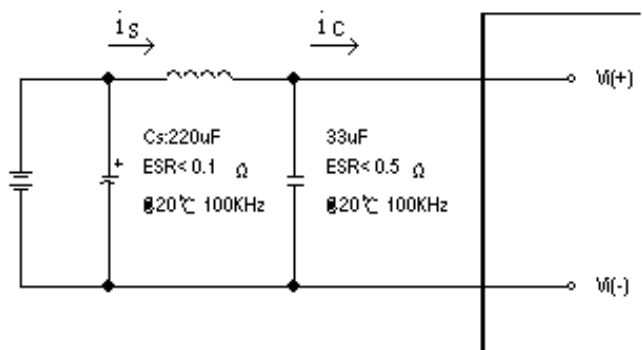 is
ic
Vi(+)
Cs:220uF
ESR< 0.1 Ω
@20℃ 100KHz
33uF
ESR< 0.5 Ω
@20℃ 100KHz
+
Vi(-)